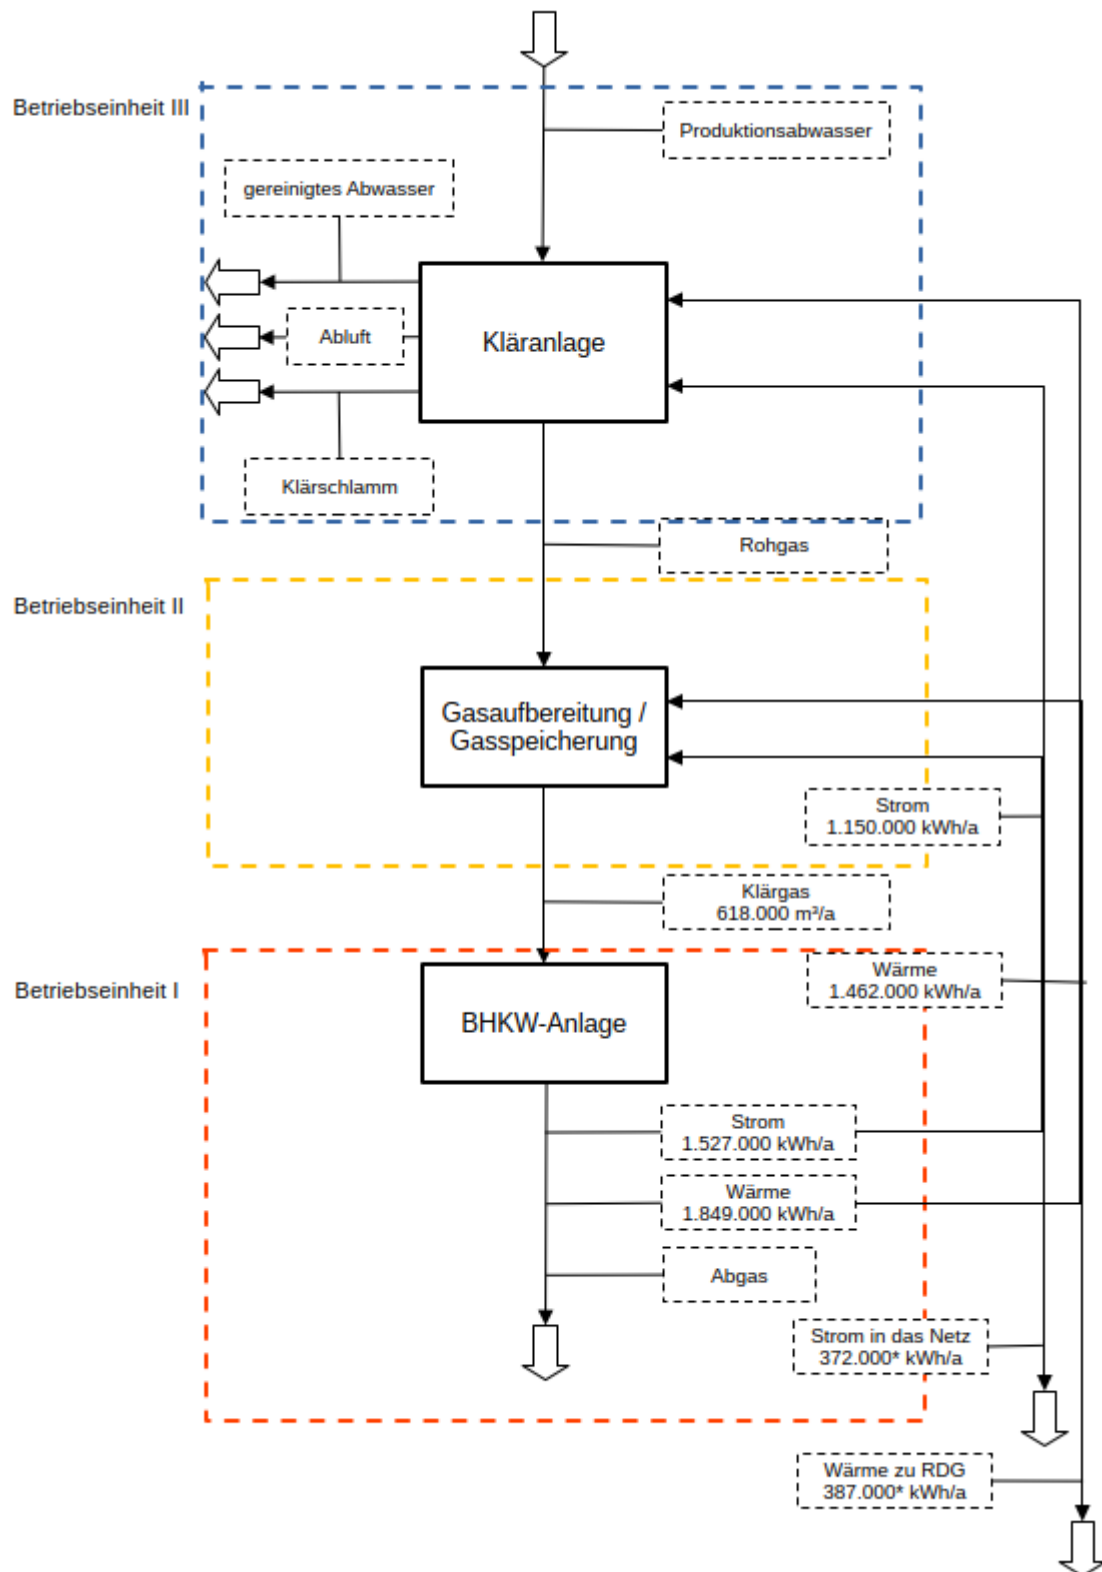 Betriebseinheit III
Produktionsabwasser
gereinigtes Abwasser
Abluft
Kläranlage
Klärschlamm
Rohgas
Betriebseinheit II
Gasaufbereitung /
Gasspeicherung
Strom
1.150.000 kWh/a
Klärgas
618.000 m³/a
Betriebseinheit I
Wärme
1.462.000 kWh/a
BHKW-Anlage
Strom
1.527.000 kWh/a
Wärme
1.849.000 kWh/a
Abgas
Strom in das Netz
372.000* kWh/a
Wärme zu RDG
387.000* kWh/a